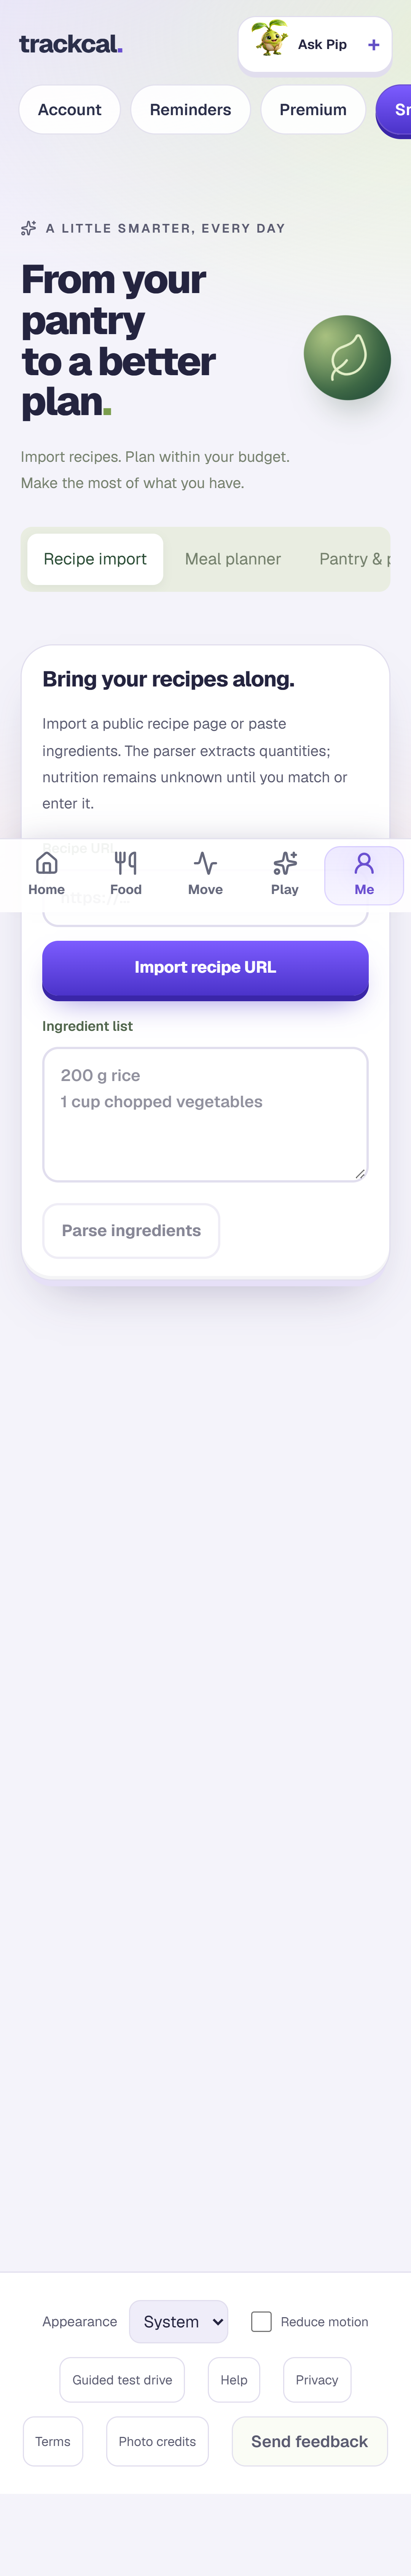 trackcal.
Ask Pip +
Account
Reminders
Premium
A LITTLE SMARTER, EVERY DAY
From your
pantry
to a better
plan.
Import recipes. Plan within your budget.
Make the most of what you have.
Recipe import
Meal planner
Pantry &
Bring your recipes along.
Import a public recipe page or paste
ingredients. The parser extracts quantities;
nutrition remains unknown until you match or
enter it.
Recipe URL
Home
Food
Move
Play
Me
https://...
Import recipe URL
Ingredient list
200 g rice
1 cup chopped vegetables
Parse ingredients
Appearance
System
Reduce motion
Guided test drive
Help
Privacy
Terms
Photo credits
Send feedback